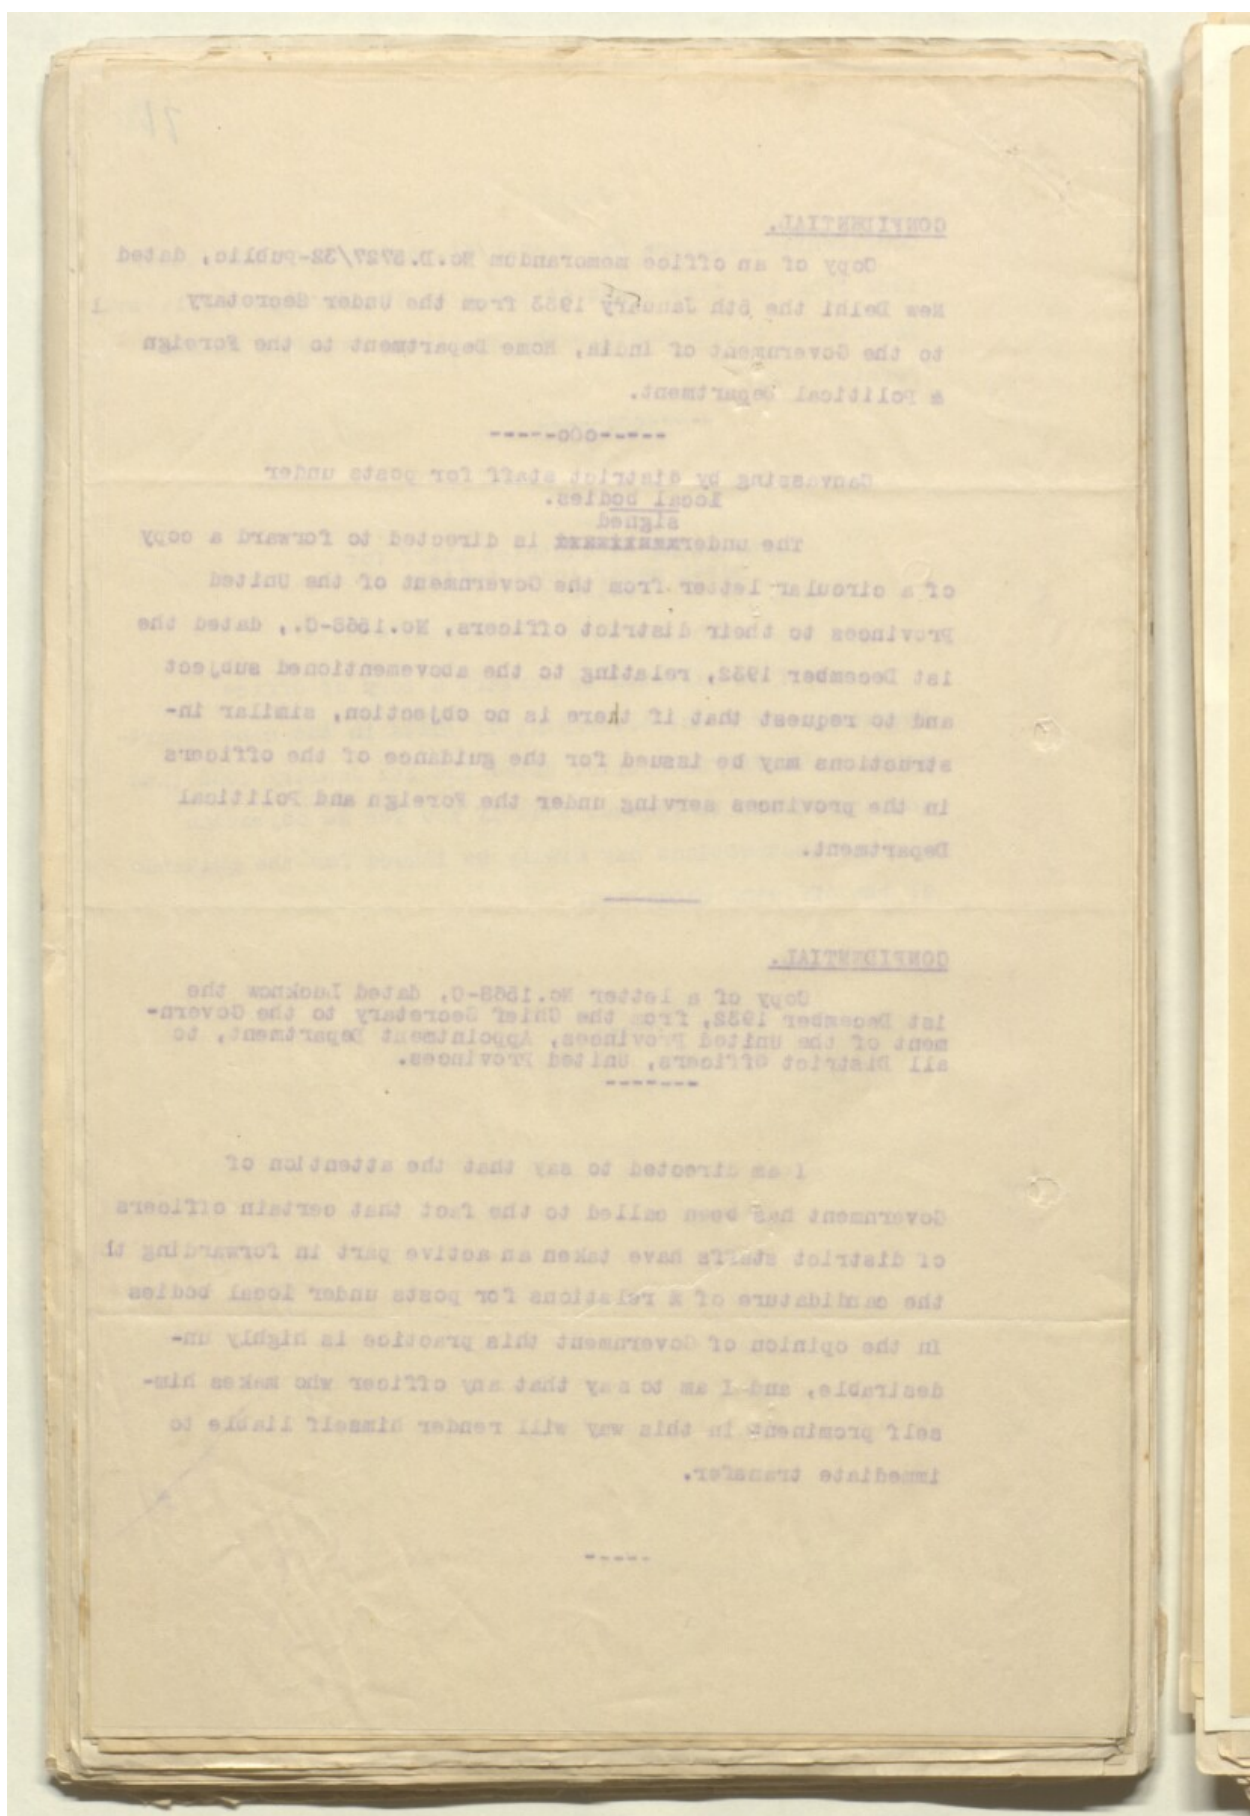 71
CONFIDENTIAL.
Copy of an office memorandum No.D.5727/32-public, dated
New Delhi the 5th January 1933 from the Under Secretary
to the Government of India, Home Department to the Foreign
& Political Department.
-----oOo-----
Canvassing by district staff for posts under
local bodies.
signed
The under is directed to forward a copy
of a circular letter from the Government of the United
Provinces to their district officers, No.1568-C., dated the
1st December 1932, relating to the abovementioned subject
and to request that if there is no objection, similar in-
structions may be issued for the guidance of the officers
in the provinces serving under the Foreign and Political
Department.
CONFIDENTIAL.
Copy of a letter No.1568-C, dated Lucknow the
1st December 1932, from the Chief Secretary to the Govern-
ment of the United Provinces, Appointment Department, to
all District Officers, United Provinces.
-------
I am directed to say that the attention of
Government has been called to the fact that certain officers
of district staffs have taken an active part in forwarding th
the candidature of relations for posts under local bodies
In the opinion of Government this practice is highly un-
desirable, and I am to say that any officer who makes him-
self prominent in this way will render himself liable to
immediate transfer.
-----